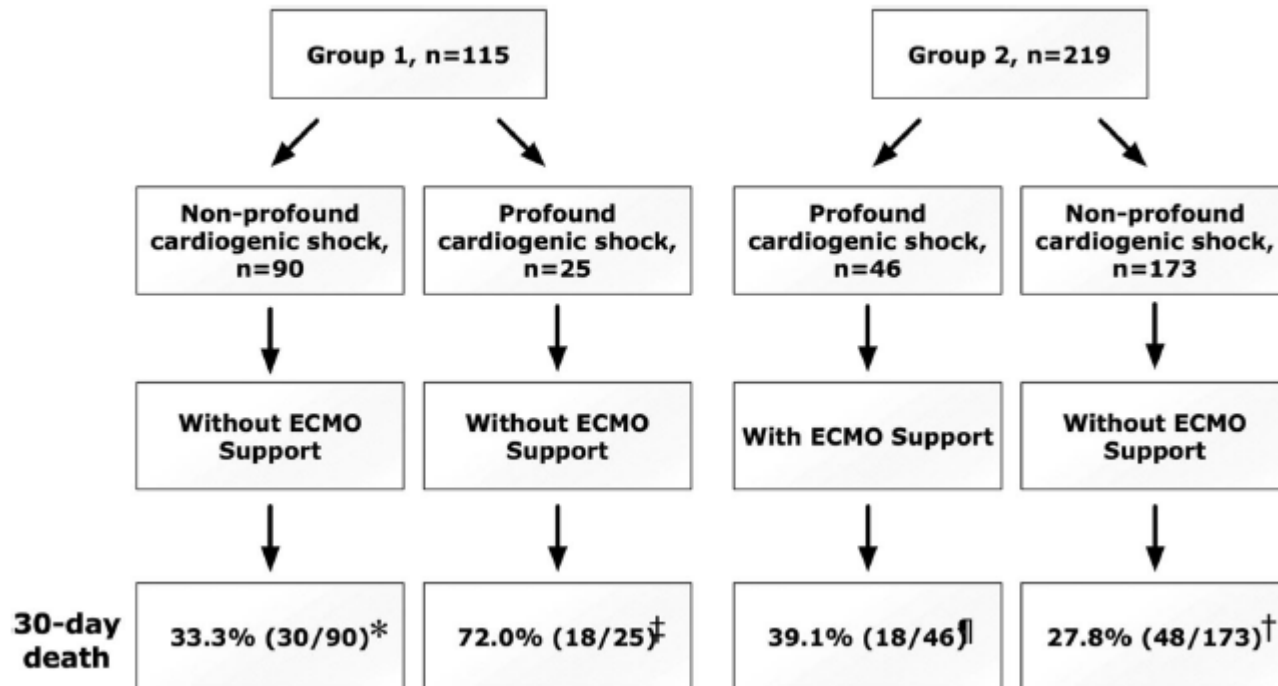 Group 1, n=115
Group 2, n=219
Non-profound
cardiogenic shock,
n=90
Profound
cardiogenic shock,
n=25
Profound
cardiogenic shock,
n=46
Non-profound
cardiogenic shock,
n=173
Without ECMO
Support
Without ECMO
Support
With ECMO Support
Without ECMO
Support
30-day
death
33.3% (30/90)*
72.0% (18/25)‡
39.1% (18/46)¶
27.8% (48/173)†